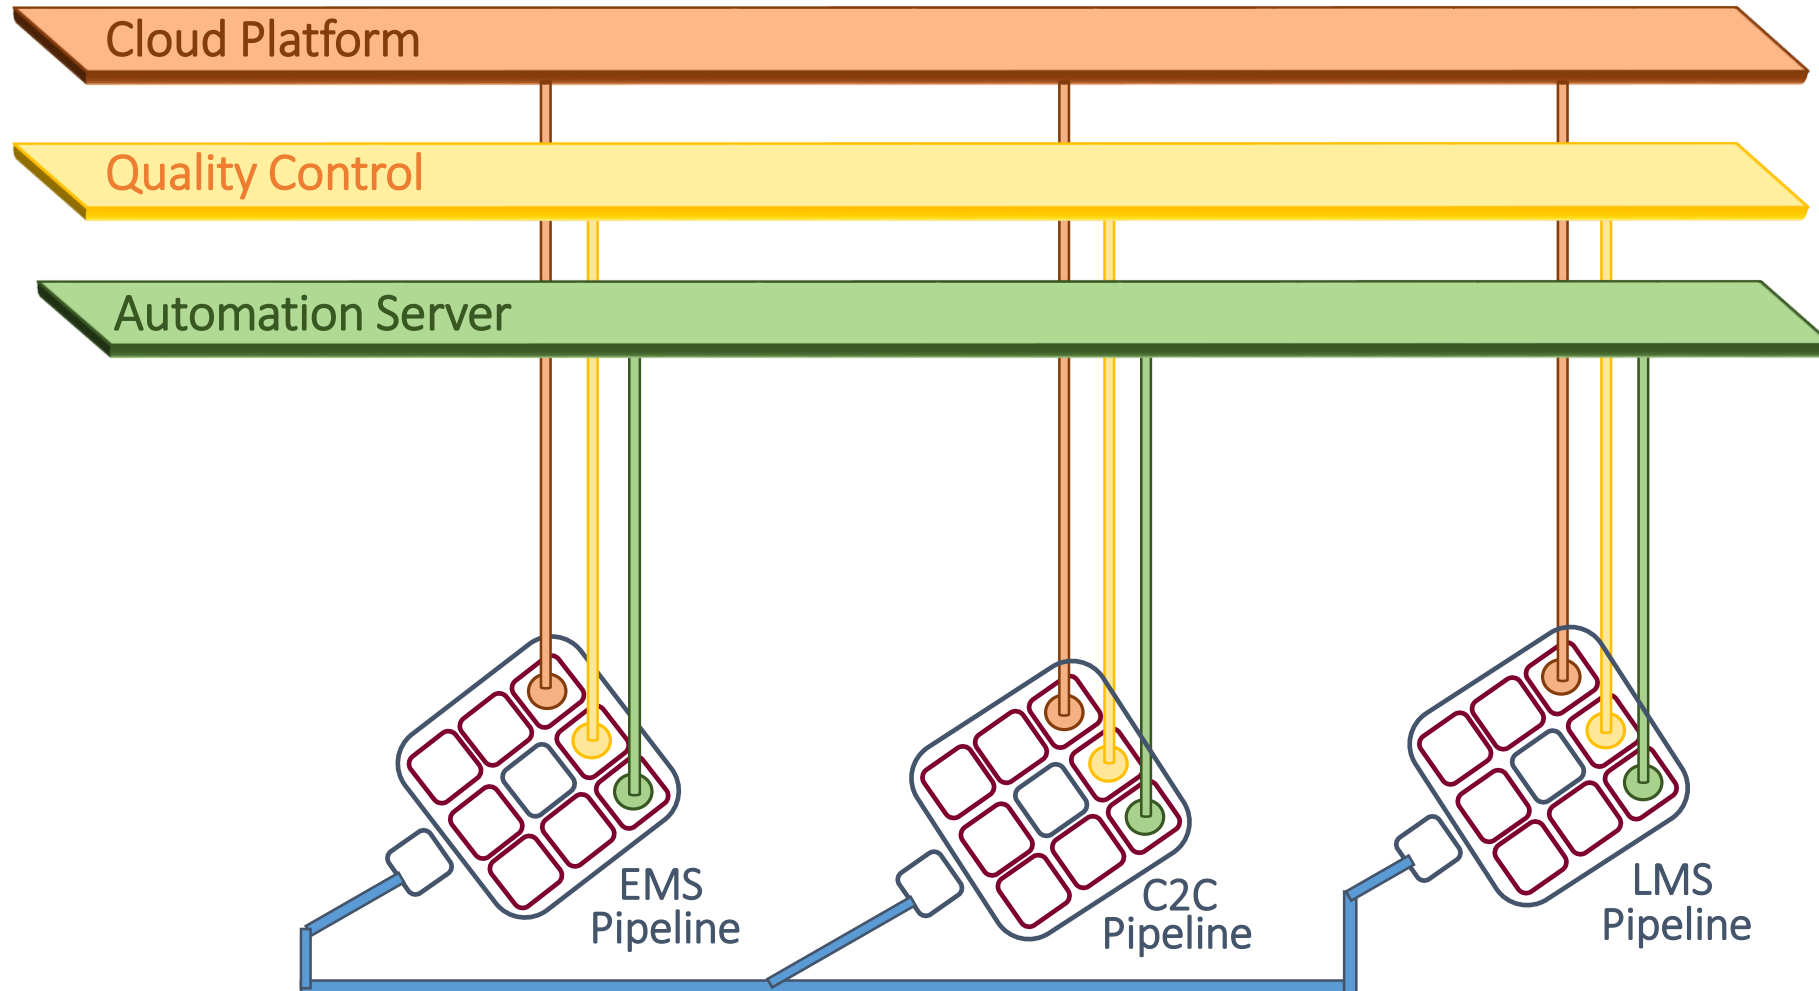 Cloud Platform
Quality Control
Automation Server
EMS
Pipeline
C2C
Pipeline
LMS
Pipeline